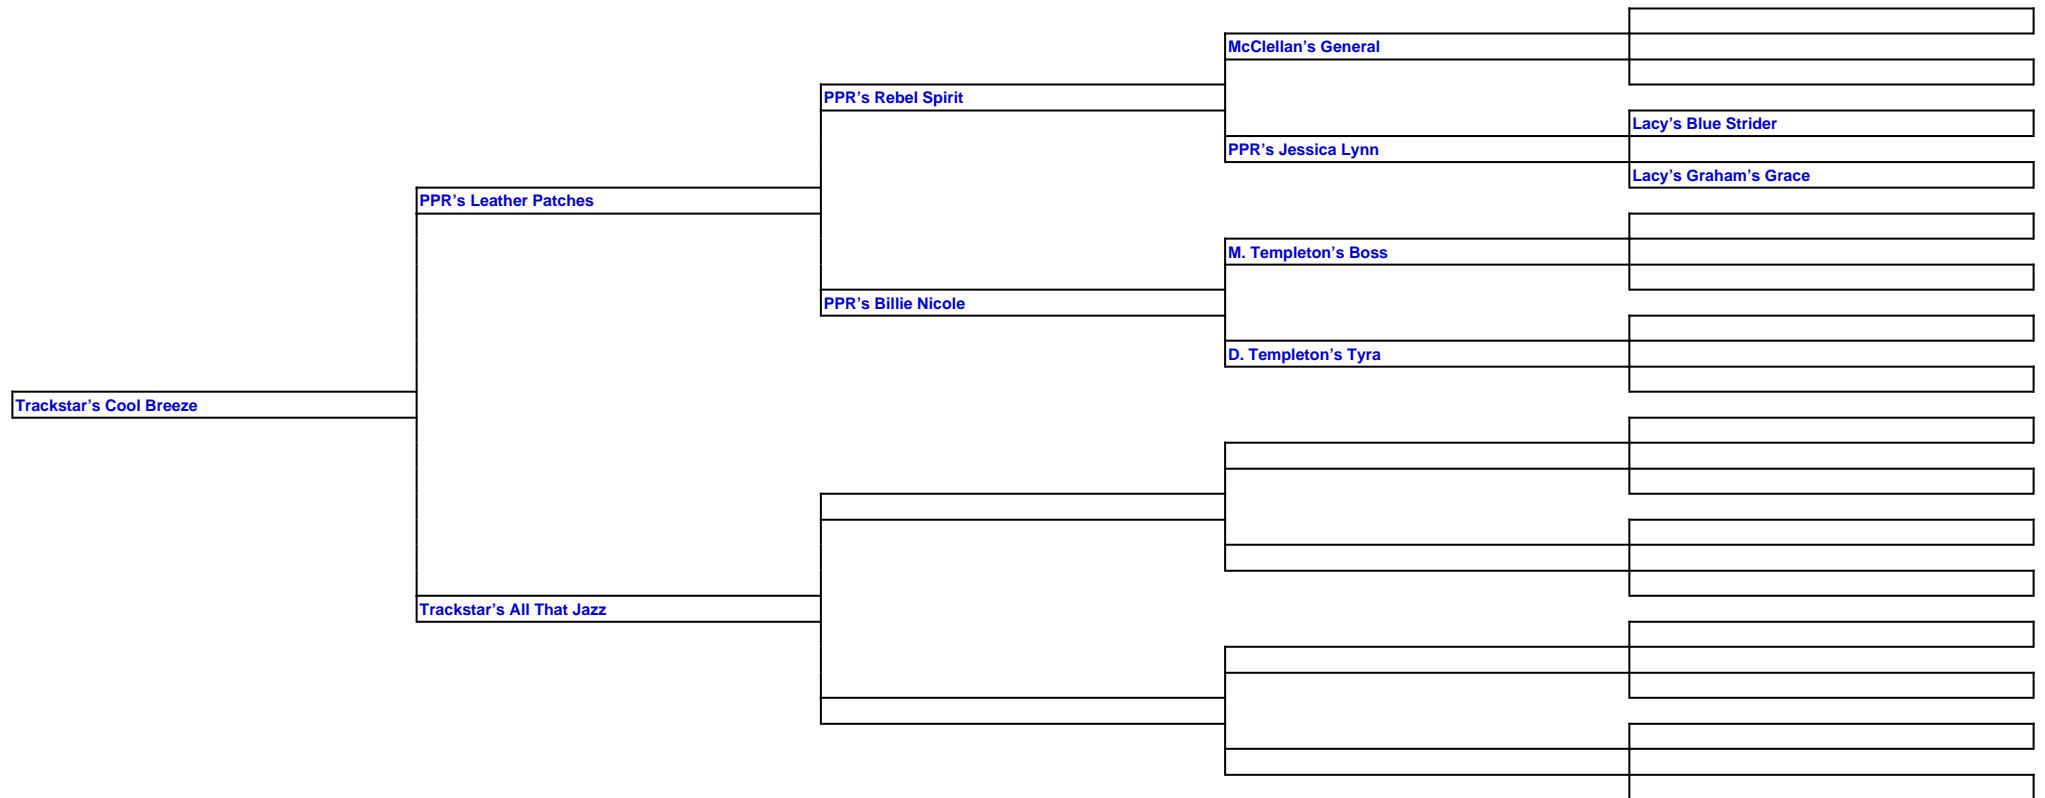 McClellan’s General
PPR’s Rebel Spirit
Lacy’s Blue Strider
PPR’s Jessica Lynn
Lacy’s Graham’s Grace
PPR’s Leather Patches
M. Templeton’s Boss
PPR’s Billie Nicole
D. Templeton’s Tyra
Trackstar’s Cool Breeze
Trackstar’s All That Jazz